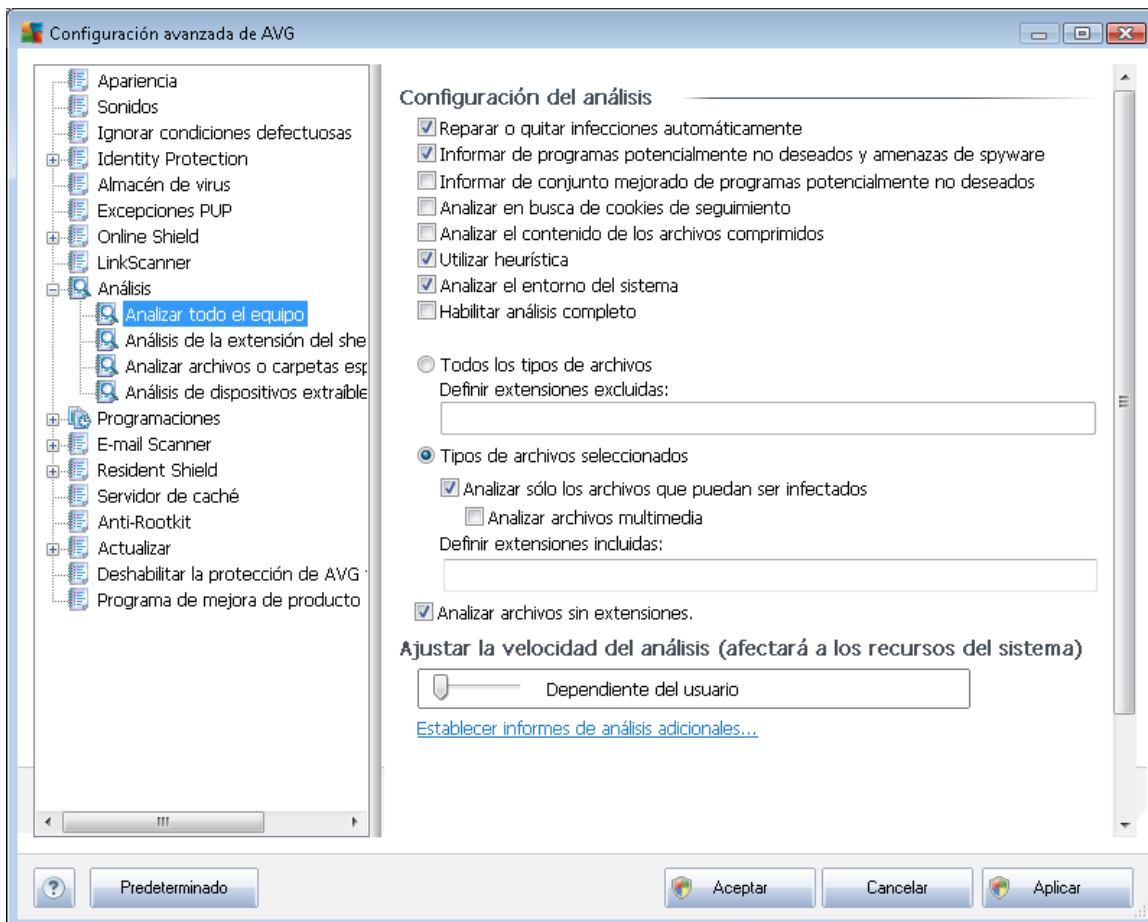 Configuración avanzada de AVG
Apariencia
Sonidos
Ignorar condiciones defectuosas
Identity Protection
Almacén de virus
Excepciones PUP
Online Shield
LinkScanner
Análisis
Analizar todo el equipo
Análisis de la extensión del she
Analizar archivos o carpetas esp
Análisis de dispositivos extraíble
Programaciones
E-mail Scanner
Resident Shield
Servidor de caché
Anti-Rootkit
Actualizar
Deshabilitar la protección de AVG
Programa de mejora de producto
Configuración del análisis
Reparar o quitar infecciones automáticamente
Informar de programas potencialmente no deseados y amenazas de spyware
Informar de conjunto mejorado de programas potencialmente no deseados
Analizar en busca de cookies de seguimiento
Analizar el contenido de los archivos comprimidos
Utilizar heurística
Analizar el entorno del sistema
Habilitar análisis completo
Todos los tipos de archivos
Definir extensiones excluidas:
Tipos de archivos seleccionados
Analizar sólo los archivos que puedan ser infectados
Analizar archivos multimedia
Definir extensiones incluidas:
Analizar archivos sin extensiones.
Ajustar la velocidad del análisis (afectará a los recursos del sistema)
Dependiente del usuario
Establecer informes de análisis adicionales...
Predeterminado
Aceptar
Cancelar
Aplicar